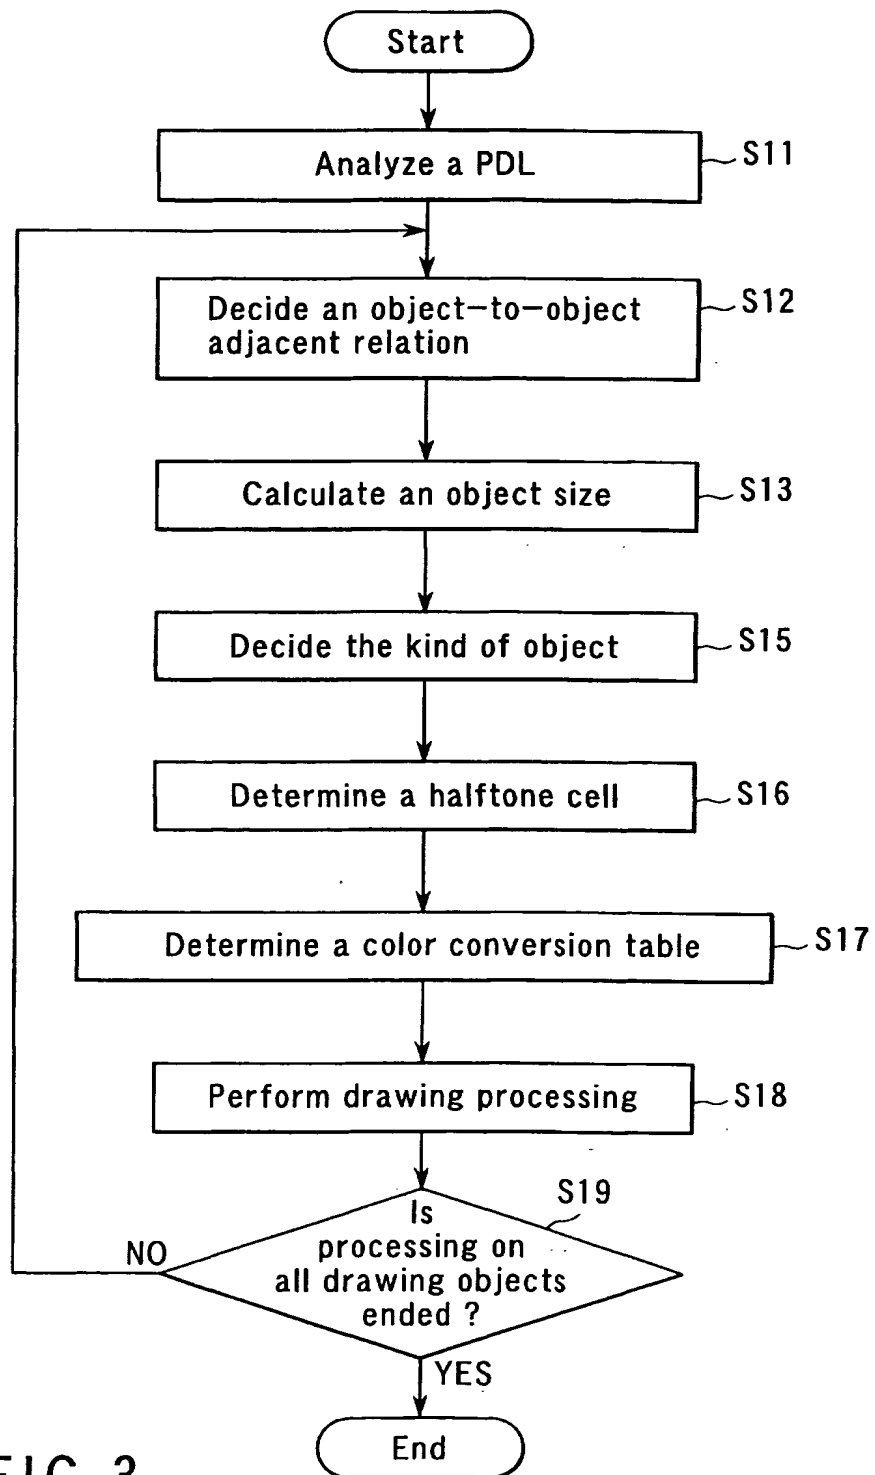 Start
Analyze a PDL
S11
Decide an object-to-object
adjacent relation
S12
Calculate an object size
S13
Decide the kind of object
S15
Determine a halftone cell
S16
Determine a color conversion table
S17
Perform drawing processing
S18
S19
Is
processing on
all drawing objects
ended ?
NO
YES
End
FIG. 3